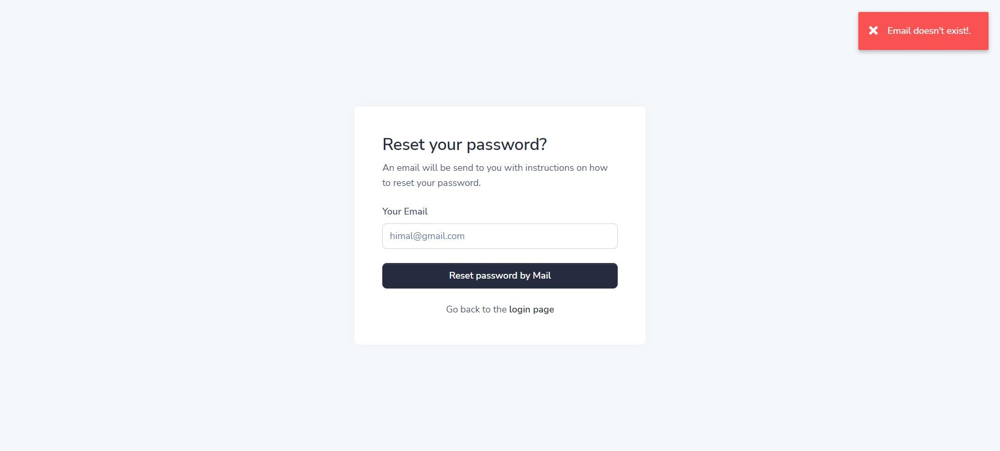 Email doesn't exist!.
Reset your password?
An email will be send to you with instructions on how
to reset your password.
Your Email
himal@gmail.com
Reset password by Mail
Go back to the login page